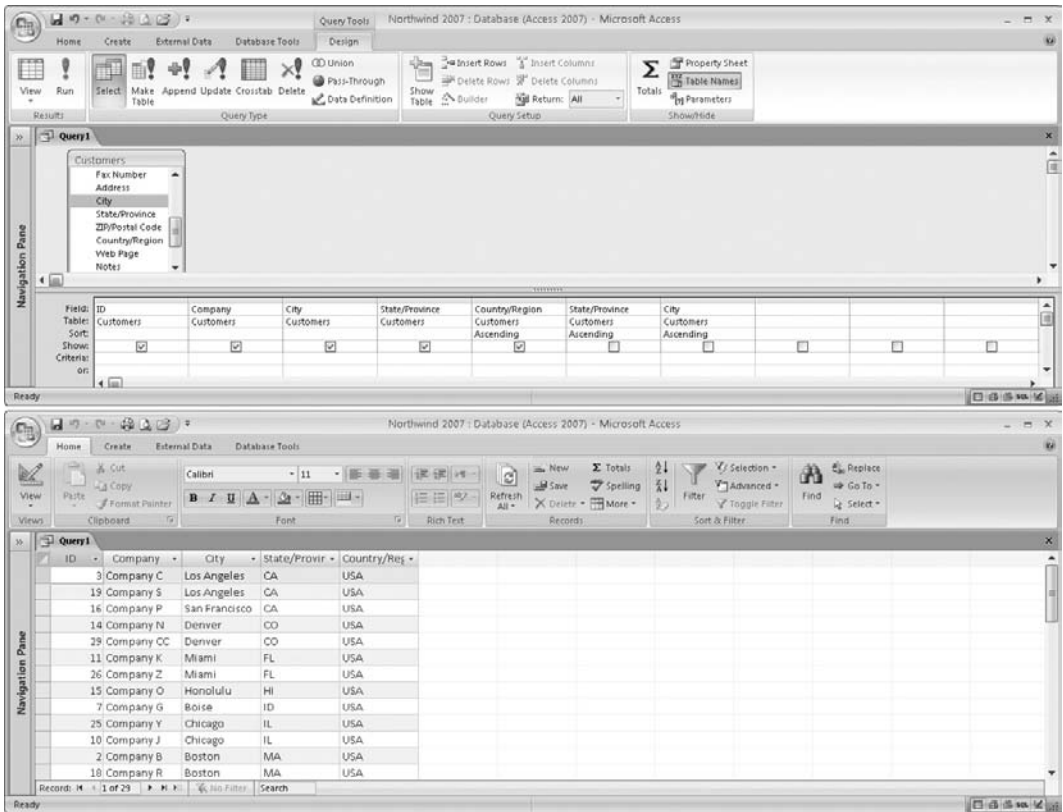 Query Tools Northwind 2007 : Database (Access 2007) - Microsoft Access
Home Create External Data Database Tools Design
View Run
Results
Select Make Table Append Update Crosstab Delete
Union
Pass-Through
Data Definition
Query Type
Show Table
Insert Rows Insert Columns
Delete Rows Delete Columns
Builder Return: All
Query Setup
Totals
Property Sheet
Table Names
Parameters
Show/Hide
Query1
Navigation Pane
Customers
Fax Number
Address
City
State/Province
ZIP/Postal Code
Country/Region
Web Page
Notes
Field: ID Company City State/Province Country/Region State/Province City
Table: Customers Customers Customers Customers Customers Customers Customers
Sort: Ascending Ascending Ascending
Show:
Criteria:
or:
Ready SQL
Northwind 2007 : Database (Access 2007) - Microsoft Access
Home Create External Data Database Tools
View
Views
Paste
Cut
Copy
Format Painter
Clipboard
Calibri 11
B I U A
Font
Rich Text
Refresh All
New Totals
Save Spelling
Delete More
Records
Filter
Selection
Advanced
Toggle Filter
Sort & Filter
Find
Replace
Go To
Select
Find
Query1
Navigation Pane
ID Company City State/Provir Country/Reg
3 Company C Los Angeles CA USA
19 Company S Los Angeles CA USA
16 Company P San Francisco CA USA
14 Company N Denver CO USA
29 Company CC Denver CO USA
11 Company K Miami FL USA
26 Company Z Miami FL USA
15 Company O Honolulu HI USA
7 Company G Boise ID USA
25 Company Y Chicago IL USA
10 Company J Chicago IL USA
2 Company B Boston MA USA
18 Company R Boston MA USA
Record: 1 of 29 No Filter Search
Ready SQL